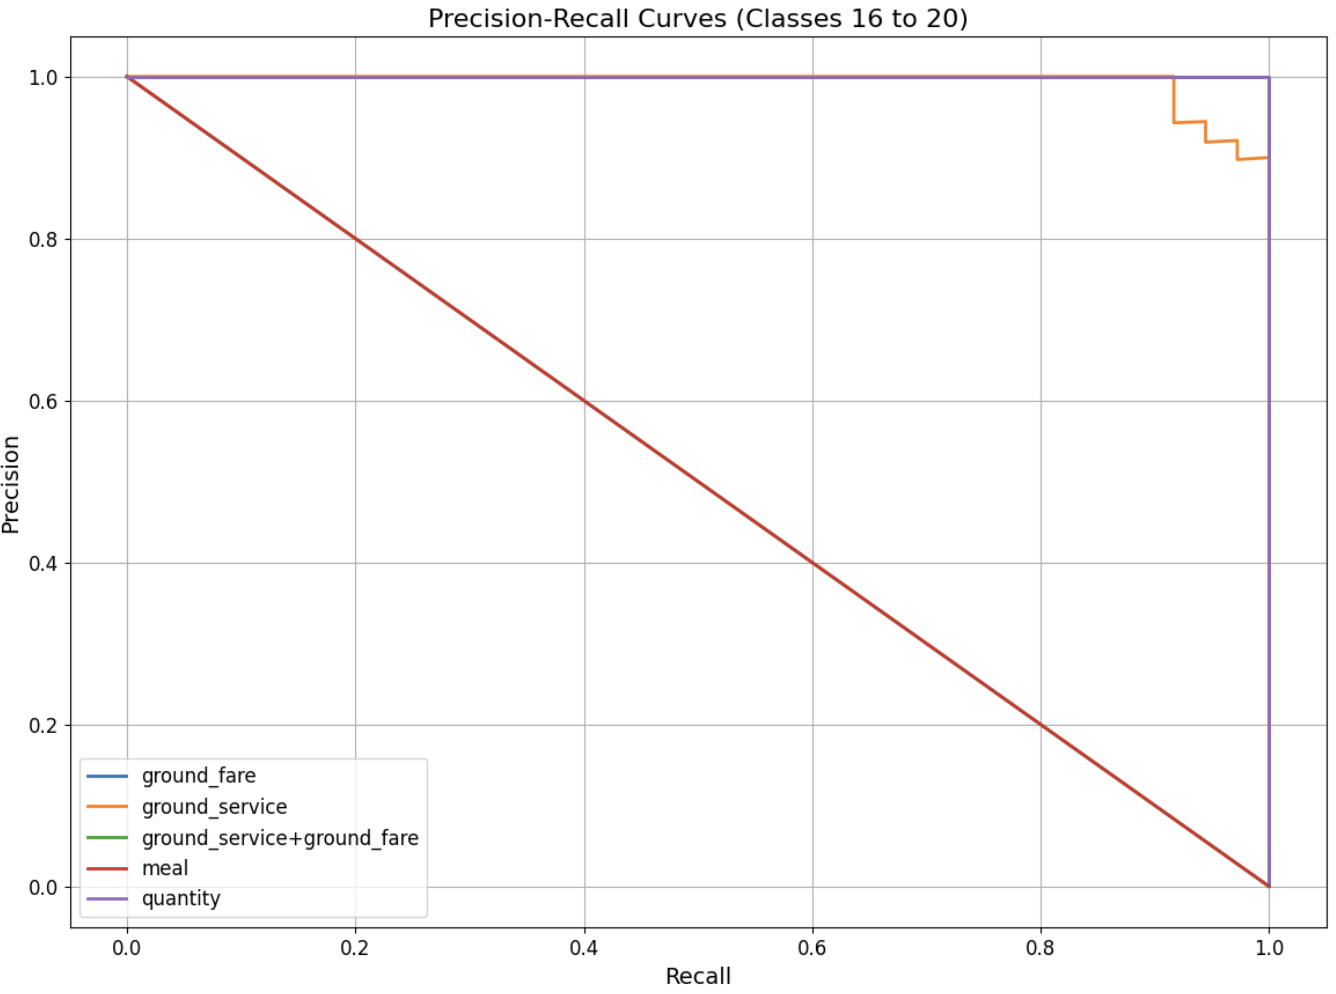 Precision-Recall Curves (Classes 16 to 20)
Precision
1.0
0.8
0.6
0.4
0.2
0.0
ground_fare
ground_service
ground_service+ground_fare
meal
quantity
0.0 0.2 0.4 0.6 0.8 1.0
Recall